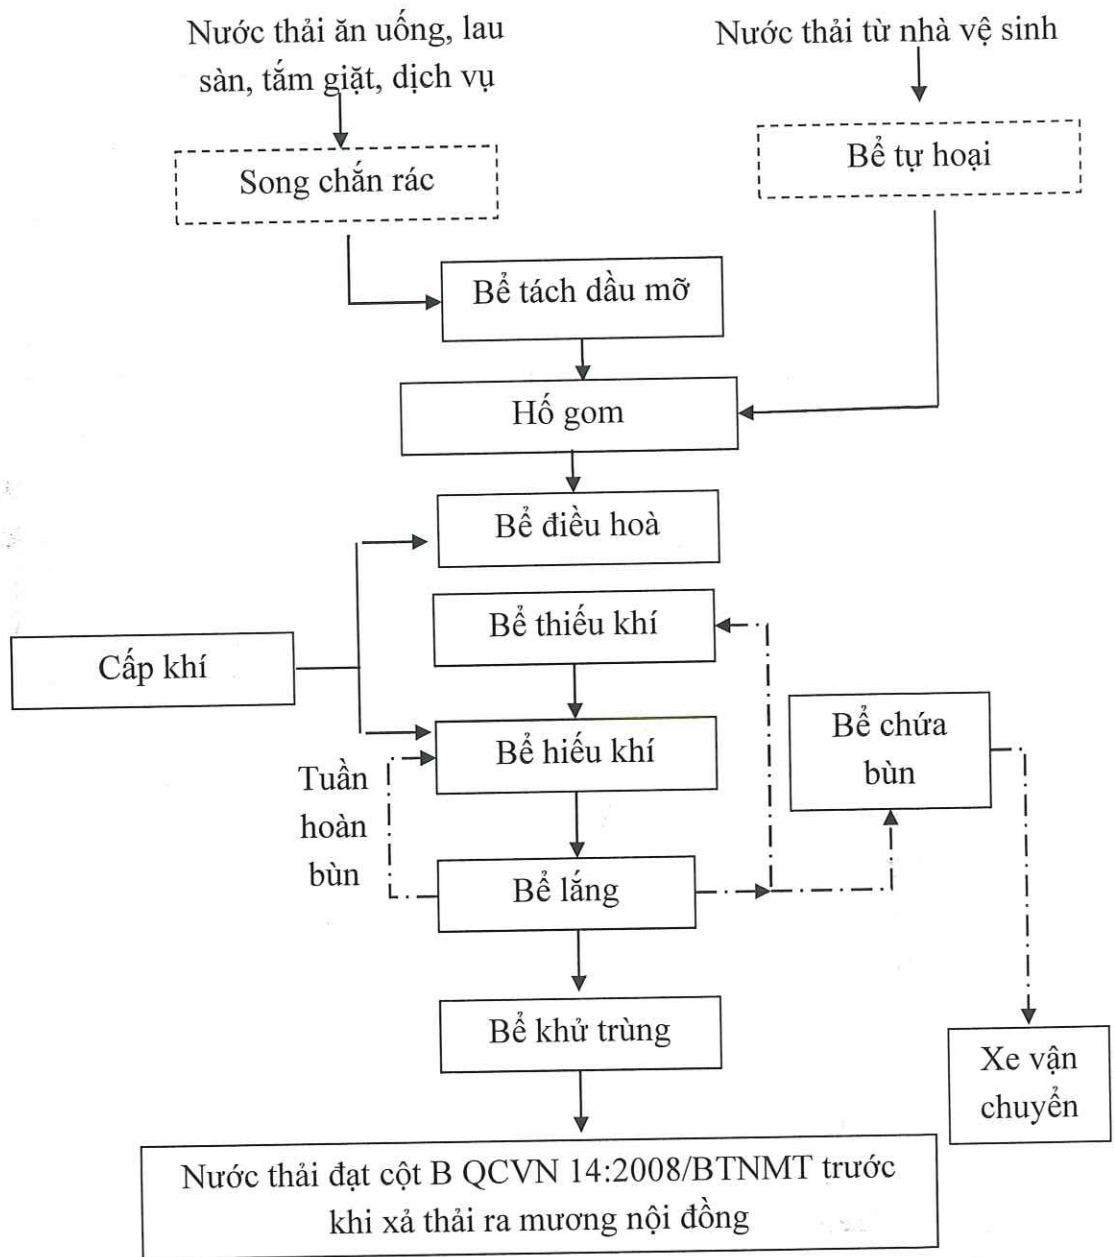 Nước thải ăn uống, lau
sàn, tắm giặt, dịch vụ
Nước thải từ nhà vệ sinh
Song chắn rác
Bể tự hoại
Bể tách dầu mỡ
Hố gom
Bể điều hoà
Bể thiếu khí
Cấp khí
Bể hiếu khí
Bể chứa
bùn
Tuần
hoàn
bùn
Bể lắng
Bể khử trùng
Xe vận
chuyển
Nước thải đạt cột B QCVN 14:2008/BTNMT trước
khi xả thải ra mương nội đồng